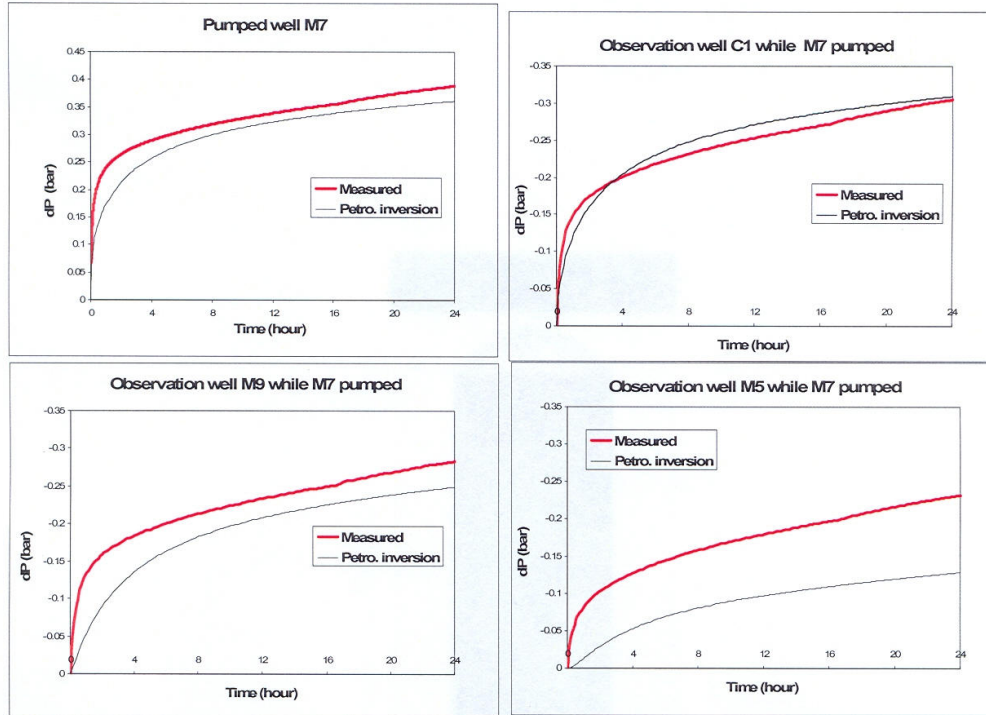 Pumped well M7
0.45
0.4
0.35
0.3
0.25
0.2
0.15
0.1
0.05
0
dP (bar)
Measured
Petro. inversion
0 4 8 12 16 20 24
Time (hour)
Observation well C1 while M7 pumped
-0.35
-0.3
-0.25
-0.2
-0.15
-0.1
-0.05
0
dP (bar)
Measured
Petro. inversion
0 4 8 12 16 20 24
Time (hour)
Observation well M9 while M7 pumped
-0.35
-0.3
-0.25
-0.2
-0.15
-0.1
-0.05
0
dP (bar)
Measured
Petro. inversion
0 4 8 12 16 20 24
Time (hour)
Observation well M5 while M7 pumped
-0.35
-0.3
-0.25
-0.2
-0.15
-0.1
-0.05
0
dP (bar)
Measured
Petro. inversion
0 4 8 12 16 20 24
Time (hour)